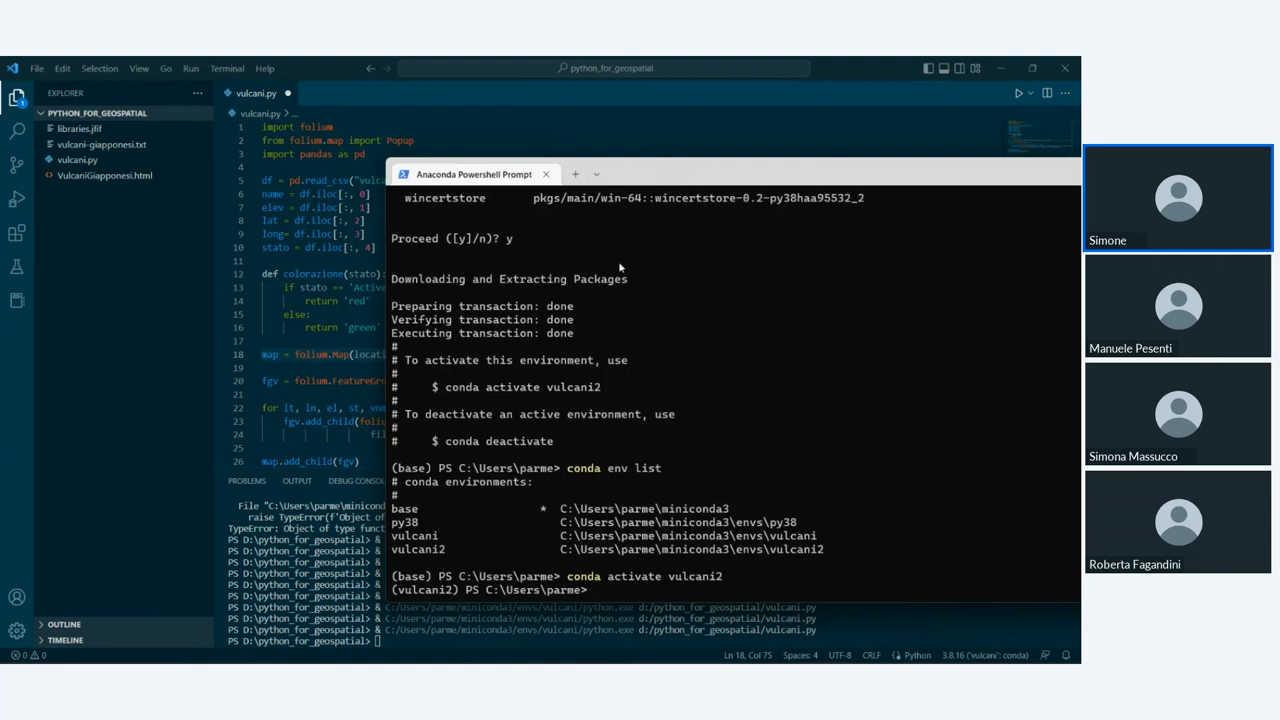 File Edit Selection View Go Run Terminal Help
python_for_geospatial
EXPLORER
PYTHON_FOR_GEOSPATIAL
libraries.jfif
vulcani-giapponesi.txt
vulcani.py
VulcaniGiapponesi.html
OUTLINE
TIMELINE
vulcani.py
vulcani.py > ...
1 import folium
2 from folium.map import Popup
3 import pandas as pd
4
5 df = pd.read_csv("vulca
6 name = df.iloc[:, 0]
7 elev = df.iloc[:, 1]
8 lat = df.iloc[:, 2]
9 long= df.iloc[:, 3]
10 stato = df.iloc[:, 4]
11
12 def colorazione(stato):
13 if stato == 'Active
14 return 'red'
15 else:
16 return 'green'
17
18 map = folium.Map(locati
19
20 fgv = folium.FeatureGro
21
22 for lt, ln, el, st, vnm
23 fgv.add_child(foliu
24 fil
25
26 map.add_child(fgv)
PROBLEMS OUTPUT DEBUG CONSOL
File "C:\Users\parme\minicond
raise TypeError(f'Object of
TypeError: Object of type funct
PS D:\python_for_geospatial> &
PS D:\python_for_geospatial> &
PS D:\python_for_geospatial> &
PS D:\python_for_geospatial> &
PS D:\python_for_geospatial> &
PS D:\python_for_geospatial> &
PS D:\python_for_geospatial> & C:/Users/parme/miniconda3/envs/vulcani/python.exe d:/python_for_geospatial/vulcani.py
PS D:\python_for_geospatial> & C:/Users/parme/miniconda3/envs/vulcani/python.exe d:/python_for_geospatial/vulcani.py
PS D:\python_for_geospatial> & C:/Users/parme/miniconda3/envs/vulcani/python.exe d:/python_for_geospatial/vulcani.py
PS D:\python_for_geospatial>
Anaconda Powershell Prompt
wincertstore pkgs/main/win-64::wincertstore-0.2-py38haa95532_2
Proceed ([y]/n)? y
Downloading and Extracting Packages
Preparing transaction: done
Verifying transaction: done
Executing transaction: done
#
# To activate this environment, use
#
# $ conda activate vulcani2
#
# To deactivate an active environment, use
#
# $ conda deactivate
(base) PS C:\Users\parme> conda env list
# conda environments:
#
base * C:\Users\parme\miniconda3
py38 C:\Users\parme\miniconda3\envs\py38
vulcani C:\Users\parme\miniconda3\envs\vulcani
vulcani2 C:\Users\parme\miniconda3\envs\vulcani2
(base) PS C:\Users\parme> conda activate vulcani2
(vulcani2) PS C:\Users\parme>
0 0 Ln 18, Col 75 Spaces: 4 UTF-8 CRLF Python 3.8.16 ('vulcani': conda)
Simone
Manuele Pesenti
Simona Massucco
Roberta Fagandini